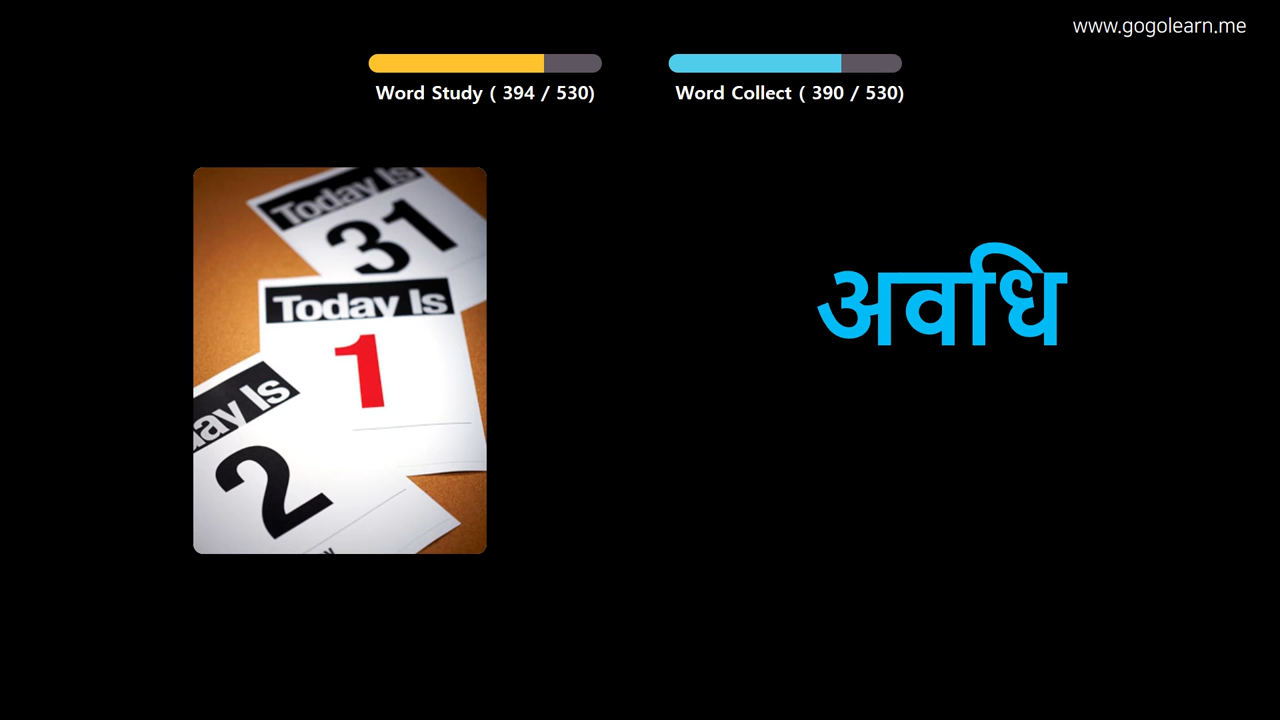 www.gogolearn.me
Word Study ( 394 / 530)
Word Collect ( 390 / 530)
Today Is
31
Today Is
1
ay Is
2
अवधि